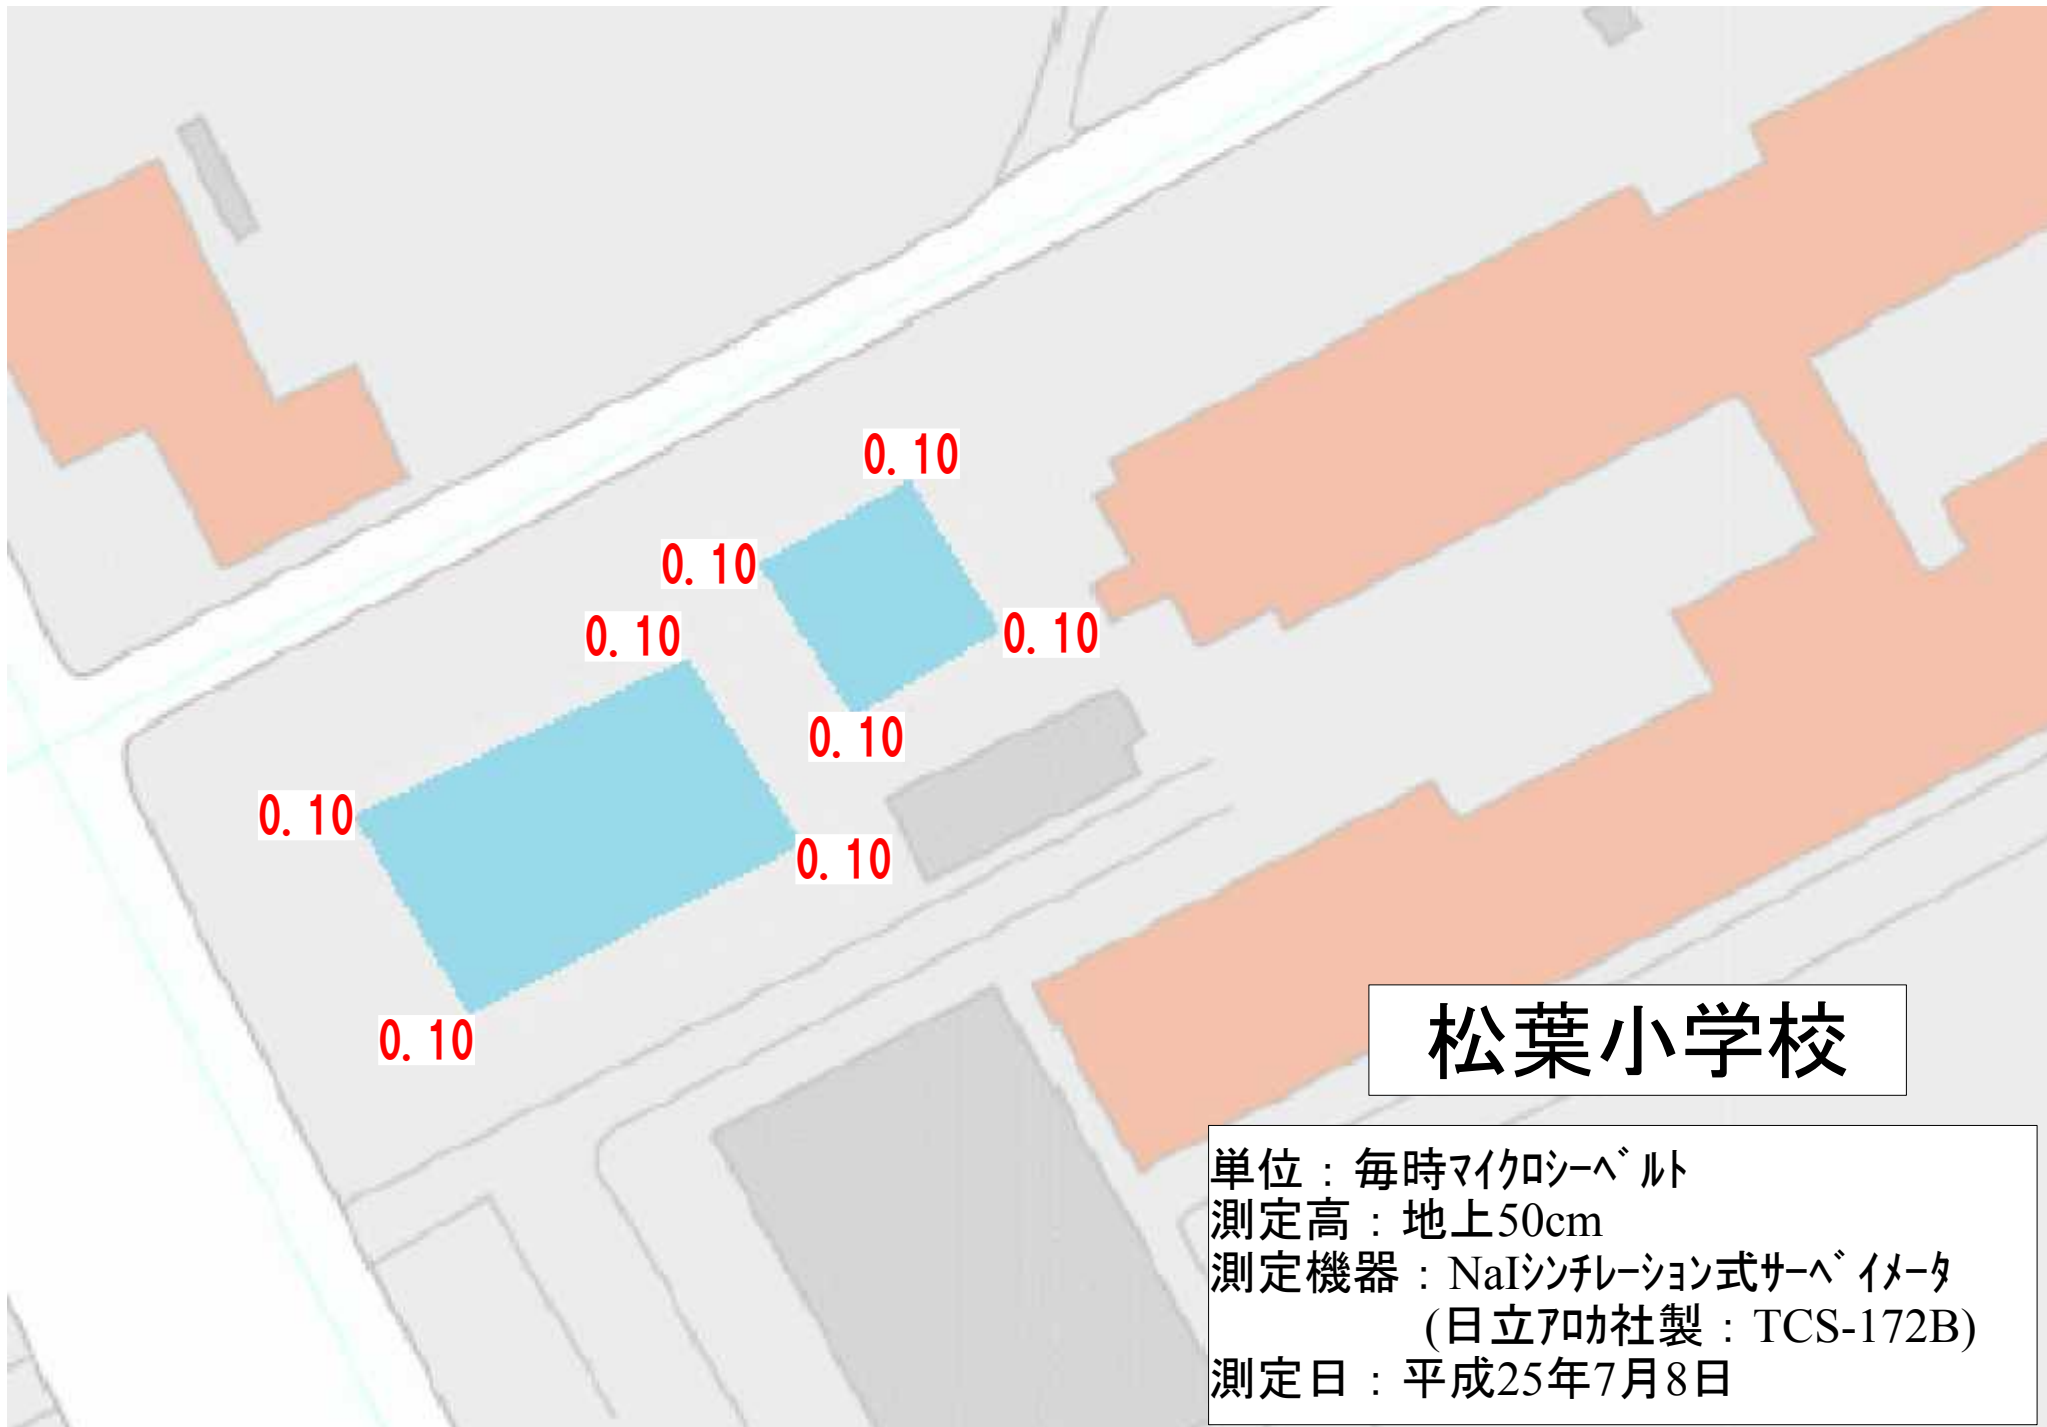 0.10
0.10
0.10
0.10
0.10
0.10
0.10
0.10
松葉小学校
単位：毎時ﾏｲｸﾛｼｰﾍﾞﾙﾄ
測定高：地上50cm
測定機器：NaIｼﾝﾁﾚｰｼｮﾝ式ｻｰﾍﾞｲﾒｰﾀ
(日立ｱﾛｶ社製：TCS-172B)
測定日：平成25年7月8日